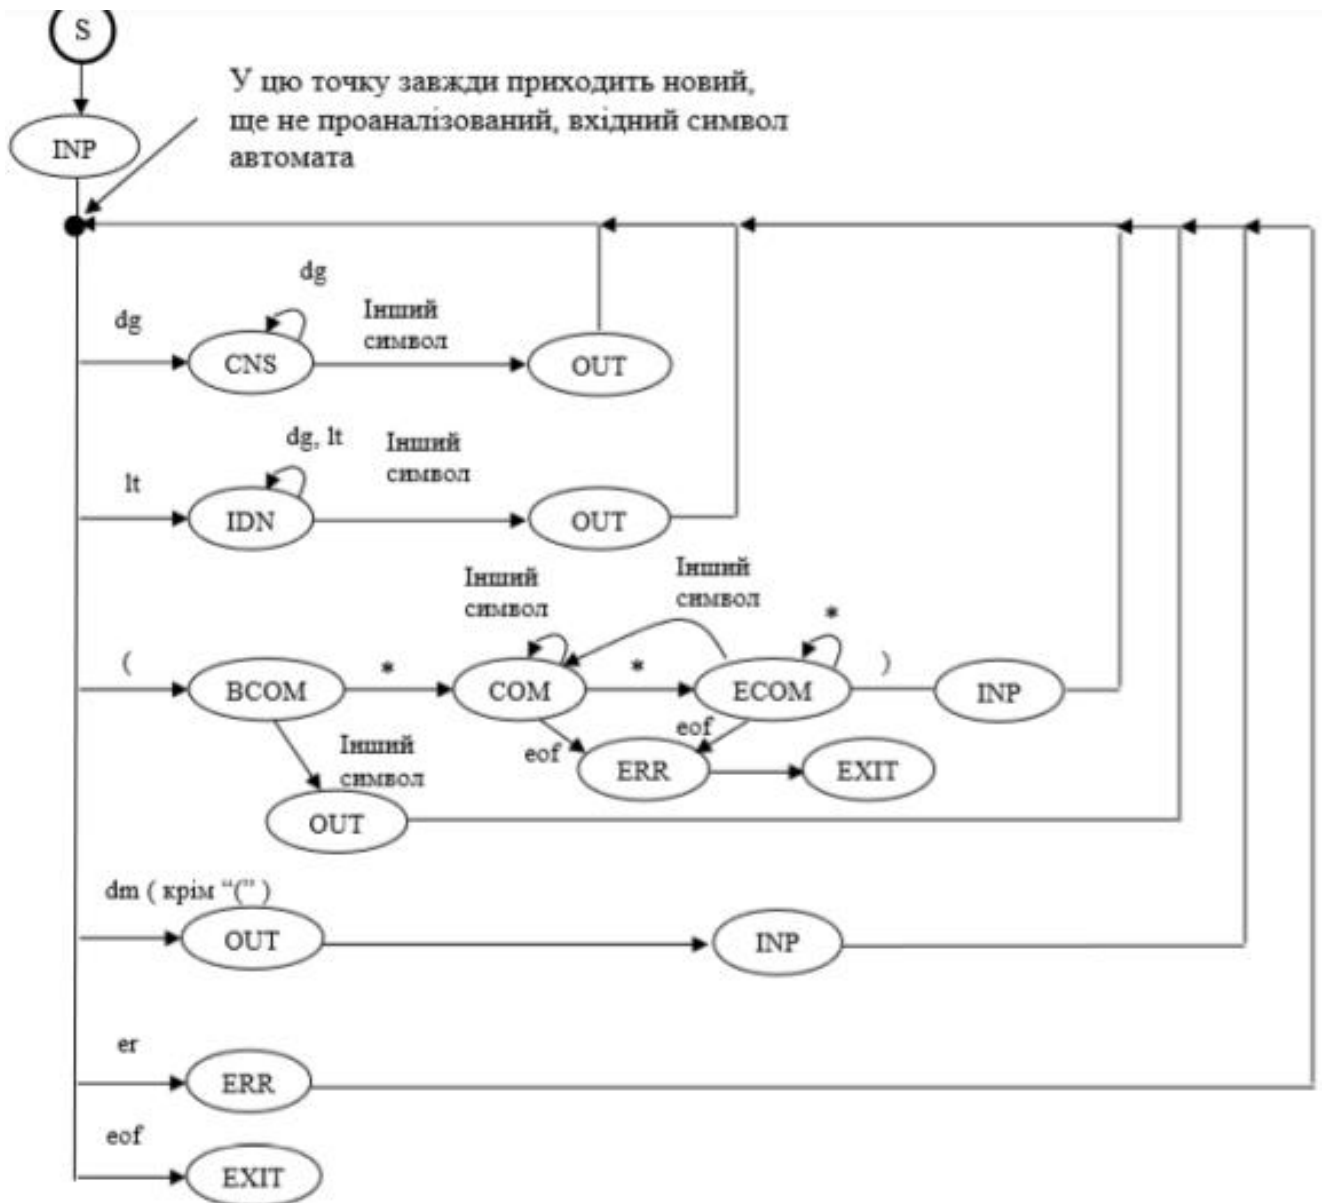 S
У цю точку завжди приходить новий,
ще не проаналізований, вхідний символ
автомата
INP
dg
dg
Інший
символ
CNS
OUT
dg, lt
Інший
символ
lt
IDN
OUT
Інший
символ
Інший
символ
*
(
BCOM
*
COM
*
ECOM
)
INP
eof
eof
ERR
EXIT
Інший
символ
OUT
dm ( крім “(” )
OUT
INP
er
ERR
eof
EXIT